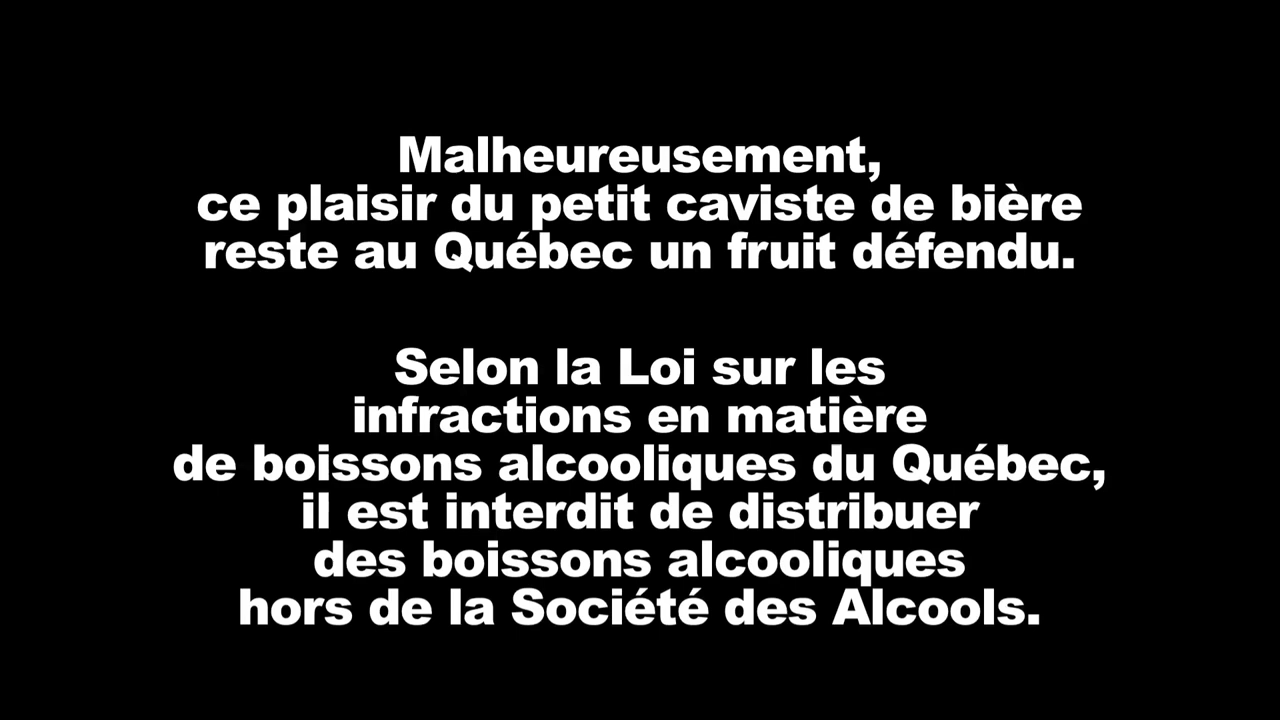 Malheureusement,
ce plaisir du petit caviste de bière
reste au Québec un fruit défendu.
Selon la Loi sur les
infractions en matière
de boissons alcooliques du Québec,
il est interdit de distribuer
des boissons alcooliques
hors de la Société des Alcools.